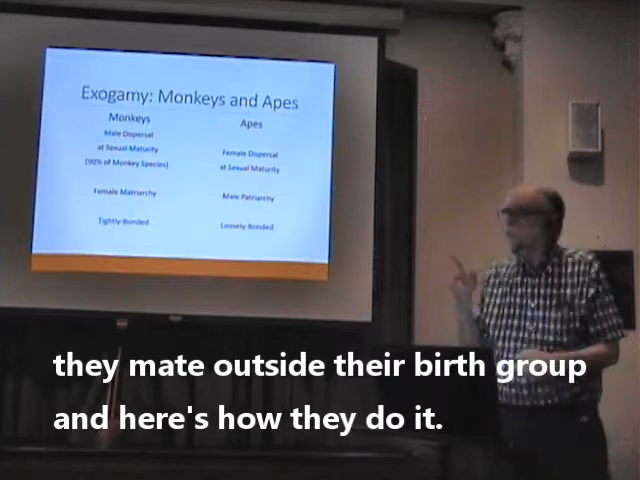 Exogamy: Monkeys and Apes
Monkeys
Male Dispersal
at Sexual Maturity
(90% of Monkey Species)
Female Matriarchy
Tightly-Bonded
Apes
Female Dispersal
at Sexual Maturity
Male Patriarchy
Loosely-Bonded
they mate outside their birth group
and here's how they do it.